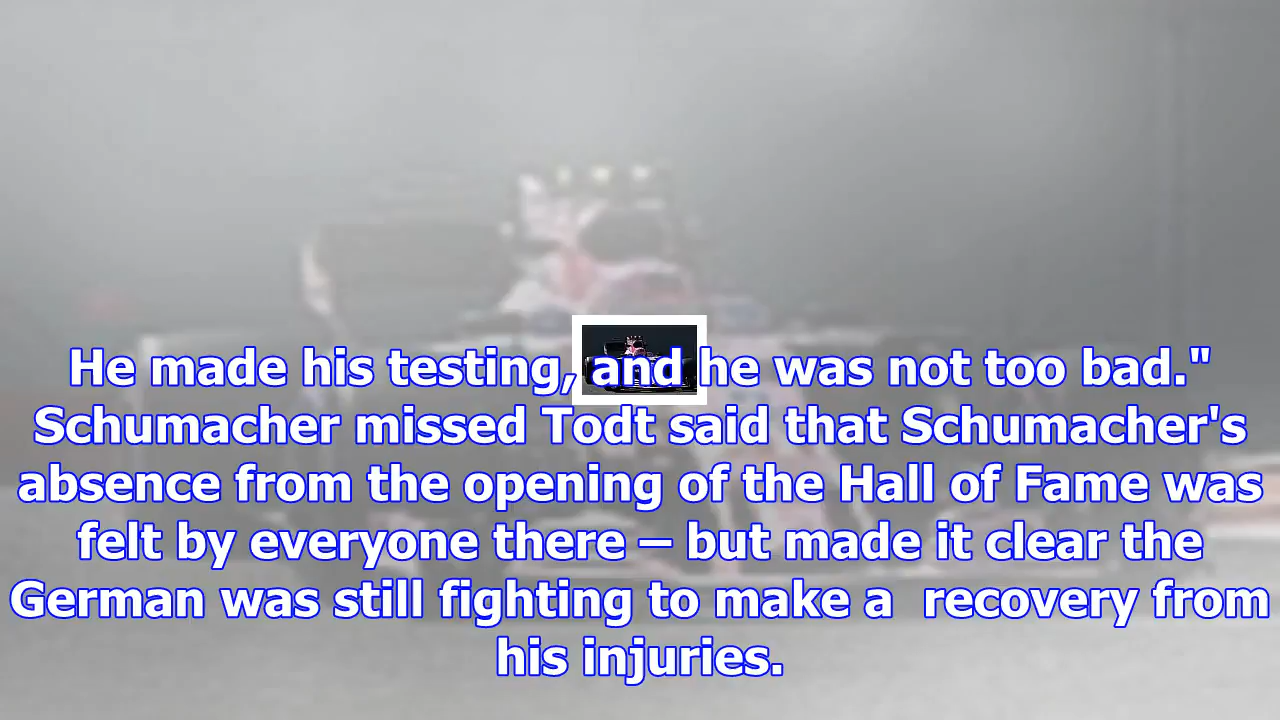 He made his testing, and he was not too bad."
Schumacher missed Todt said that Schumacher's
absence from the opening of the Hall of Fame was
felt by everyone there – but made it clear the
German was still fighting to make a  recovery from
his injuries.